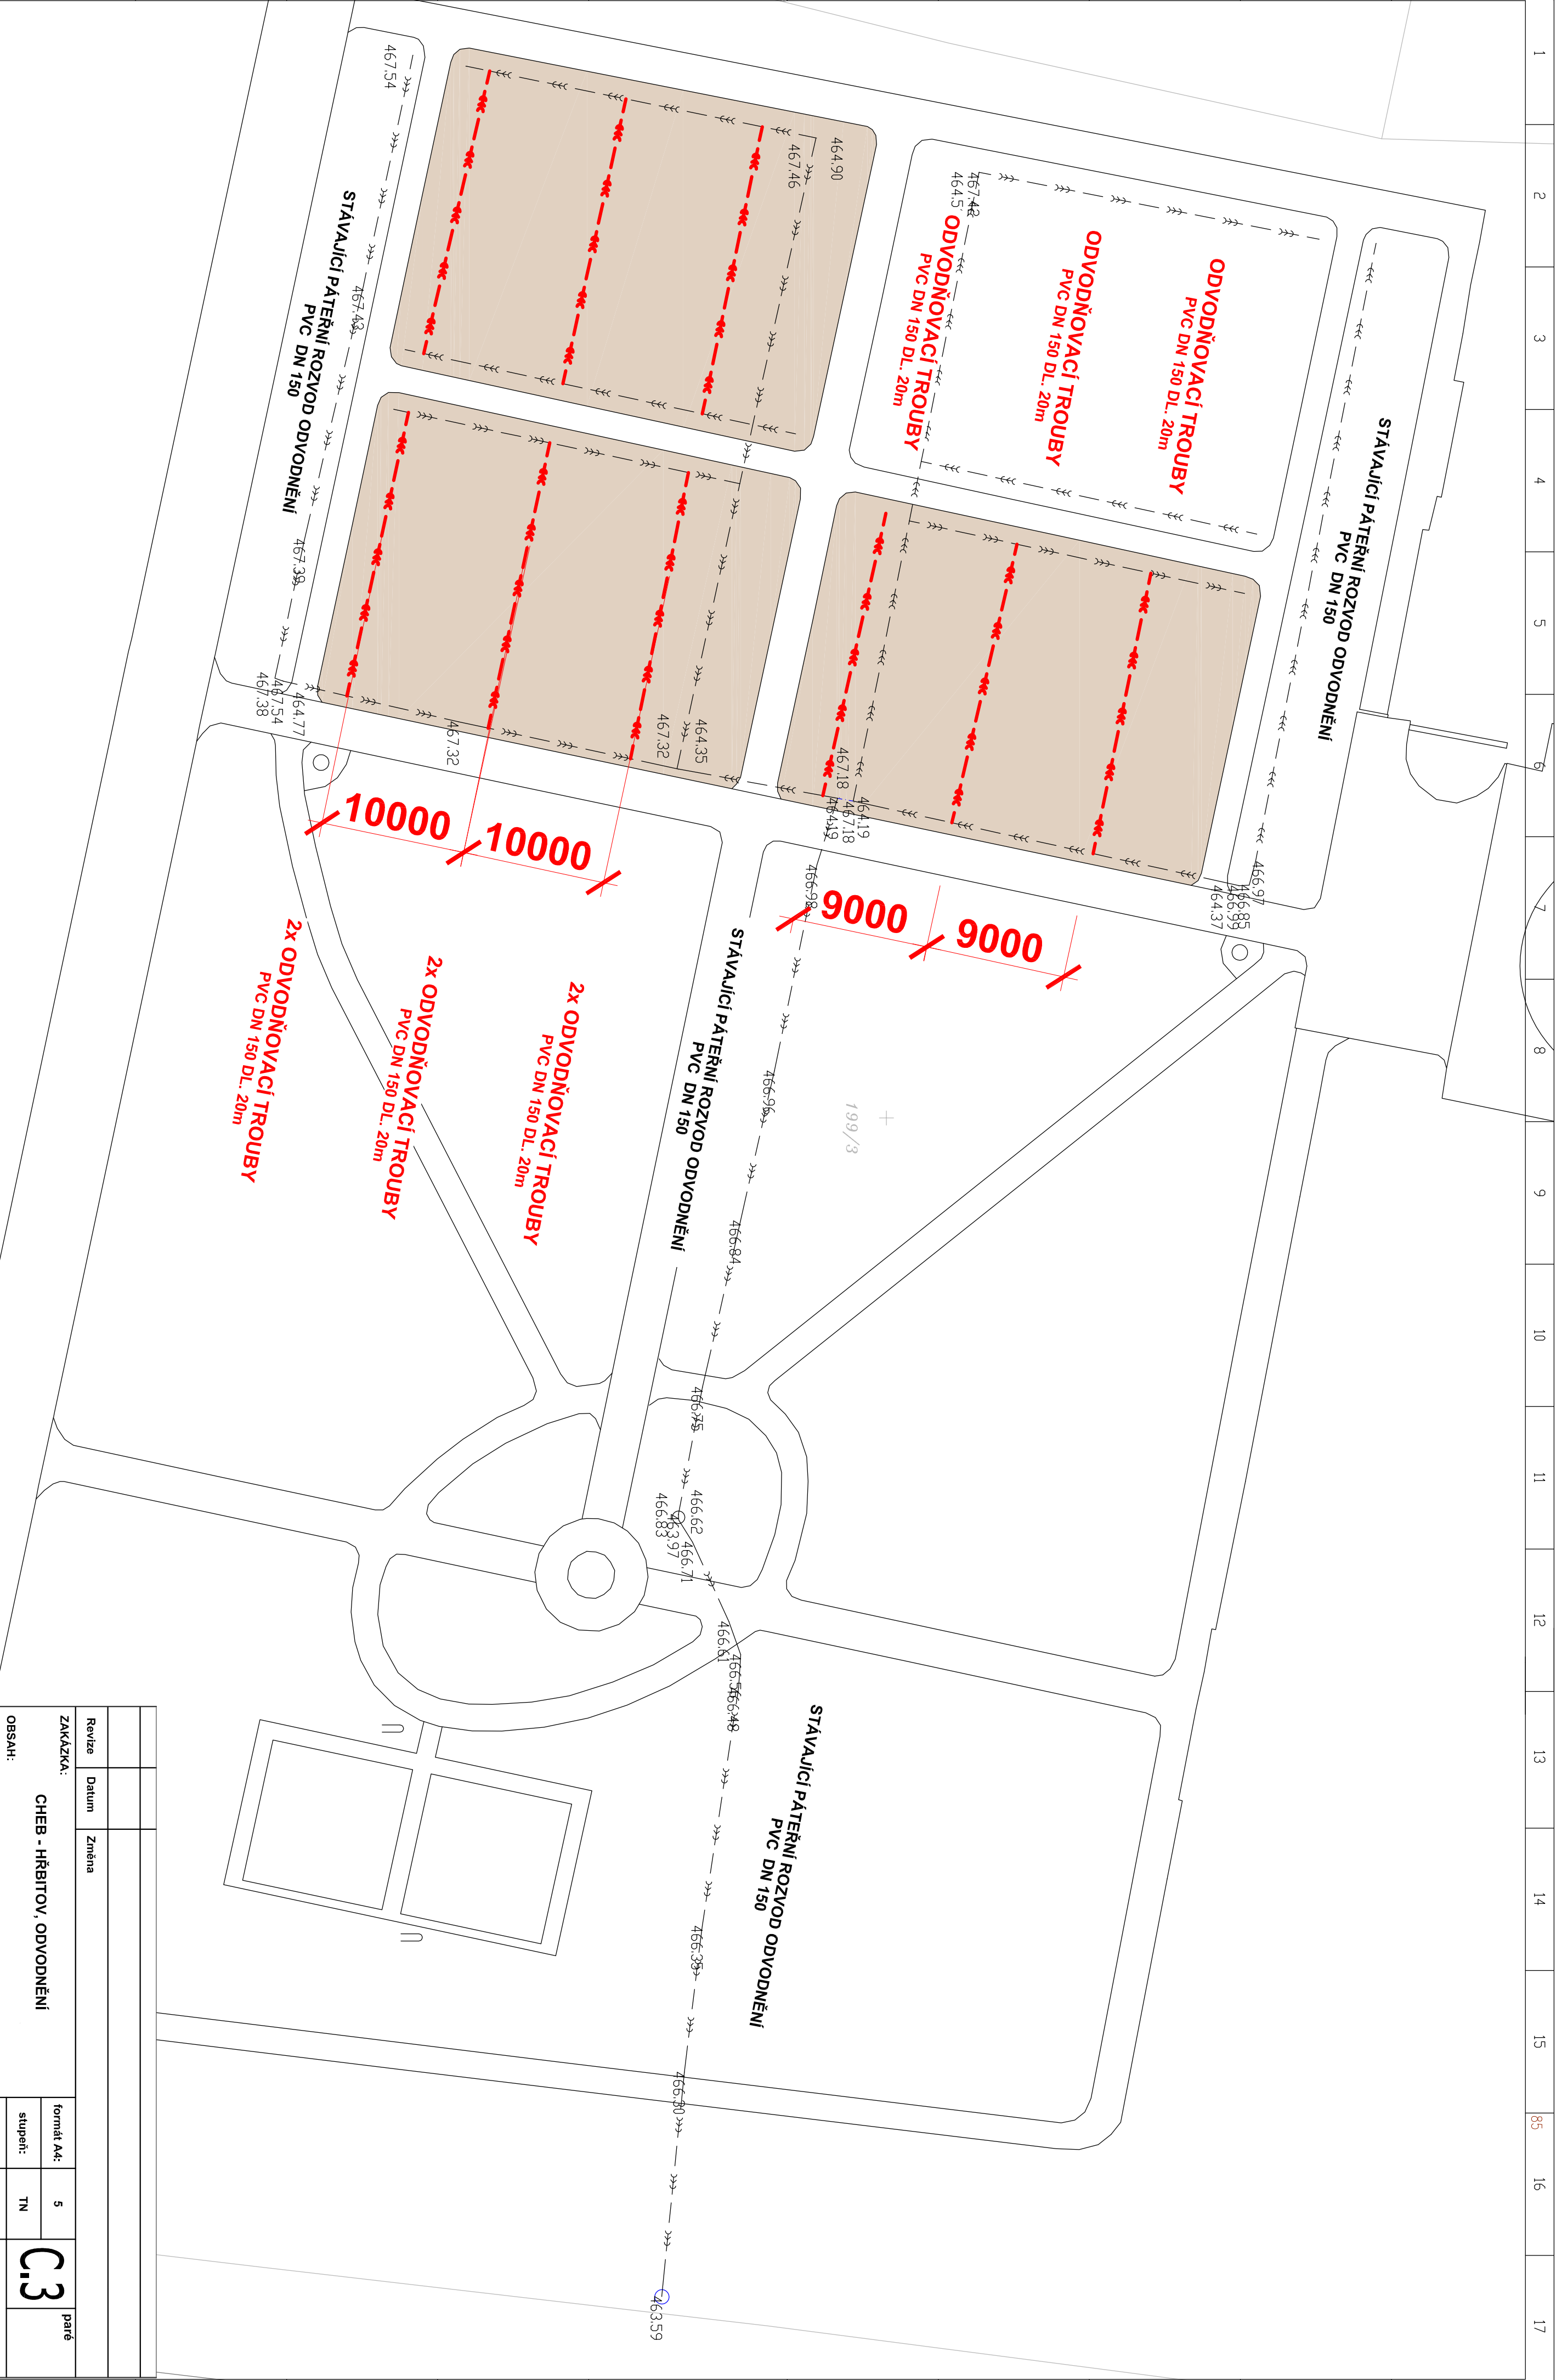 1
2
3
4
5
6
7
8
9
10
11
12
13
14
15
85
16
17
467.54
464.90
467.46
467.42
464.5
STÁVAJÍCÍ PÁTEŘNÍ ROZVOD ODVODNĚNÍ
PVC DN 150
467.43
467.39
ODVODŇOVACÍ TROUBY
PVC DN 150 DL. 20m
ODVODŇOVACÍ TROUBY
PVC DN 150 DL. 20m
ODVODŇOVACÍ TROUBY
PVC DN 150 DL. 20m
STÁVAJÍCÍ PÁTEŘNÍ ROZVOD ODVODNĚNÍ
PVC DN 150
464.77
467.54
467.38
467.32
464.35
467.32
467.18
464.19
467.18
464.19
466.97
466.85
466.99
464.37
10000
10000
9000
9000
466.98
2x ODVODŇOVACÍ TROUBY
PVC DN 150 DL. 20m
2x ODVODŇOVACÍ TROUBY
PVC DN 150 DL. 20m
2x ODVODŇOVACÍ TROUBY
PVC DN 150 DL. 20m
STÁVAJÍCÍ PÁTEŘNÍ ROZVOD ODVODNĚNÍ
PVC DN 150
199/3
466.96
466.84
466.75
466.62
463.97
466.83
466.71
466.61
466.56
466.48
STÁVAJÍCÍ PÁTEŘNÍ ROZVOD ODVODNĚNÍ
PVC DN 150
466.35
466.30
463.59
Revize
Datum
Změna
ZAKÁZKA:
CHEB - HŘBITOV, ODVODNĚNÍ
OBSAH:
formát A4:
5
stupeň:
TN
C.3
paré